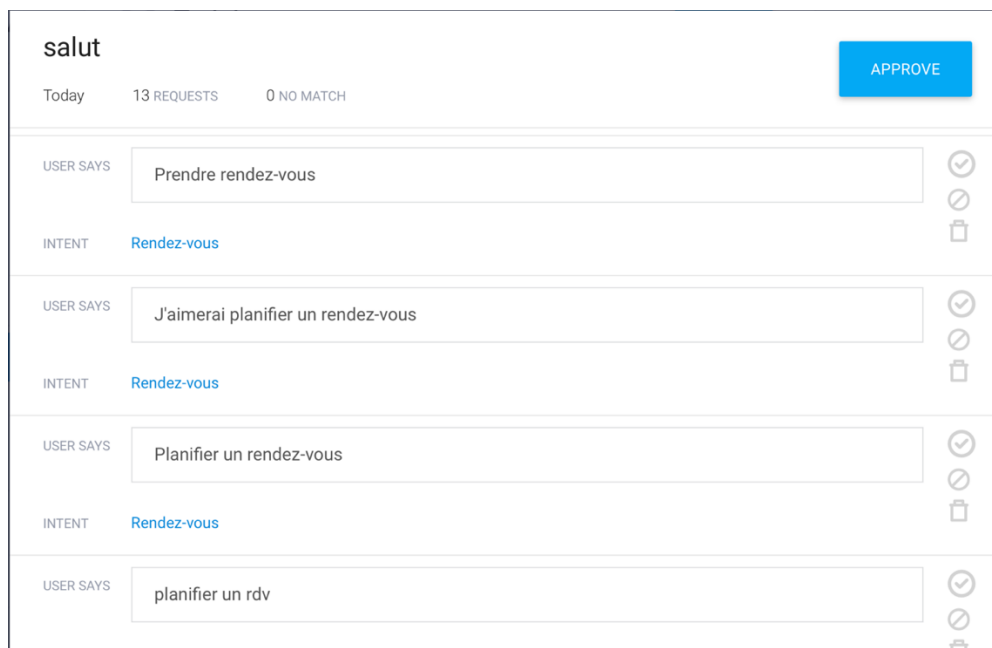 salut
APPROVE
Today 13 REQUESTS 0 NO MATCH
USER SAYS Prendre rendez-vous
INTENT Rendez-vous
USER SAYS J'aimerai planifier un rendez-vous
INTENT Rendez-vous
USER SAYS Planifier un rendez-vous
INTENT Rendez-vous
USER SAYS planifier un rdv